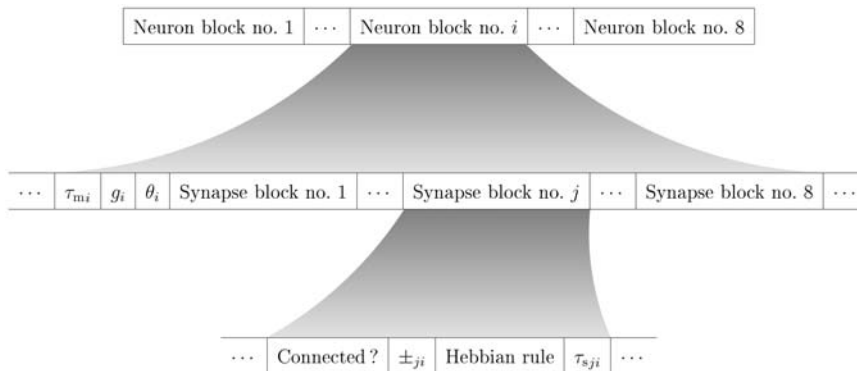 Neuron block no. 1 ··· Neuron block no. i ··· Neuron block no. 8
··· τmi gi θi Synapse block no. 1 ··· Synapse block no. j ··· Synapse block no. 8 ···
··· Connected ? ±ji Hebbian rule τsji ···